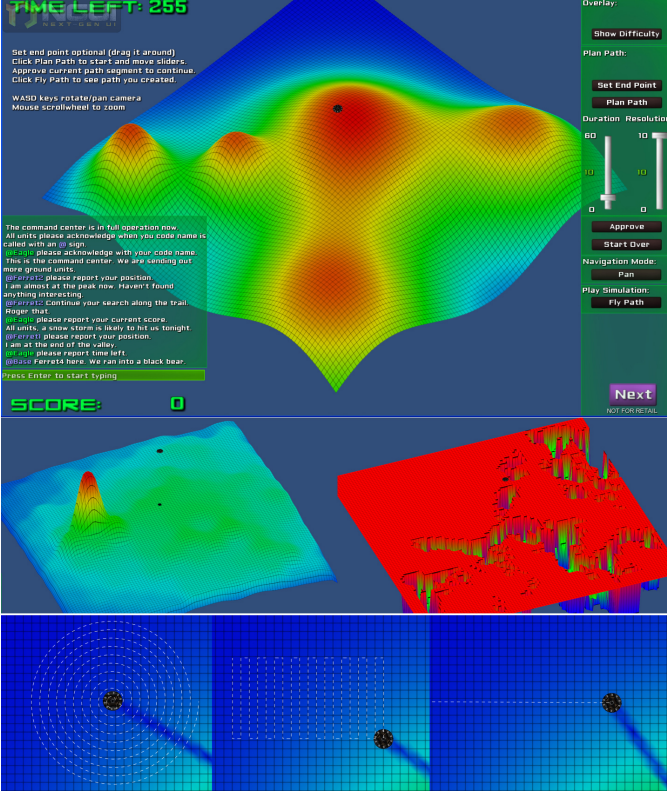 TIME LEFT: 255
NGUI
NEXT-GEN UI
Set end point optional (drag it around)
Click Plan Path to start and move sliders.
Approve current path segment to continue.
Click Fly Path to see path you created.
WASD keys rotate/pan camera
Mouse scrollwheel to zoom
The command center is in full operation now.
All units please acknowledge when you code name is
called with an @ sign.
@Eagle please acknowledge with your code name.
This is the command center. We are sending out
more ground units.
@Ferret2 please report your position.
I am almost at the peak now. Haven't found
anything interesting.
@Ferret2 Continue your search along the trail.
Roger that.
@Eagle please report your current score.
All units, a snow storm is likely to hit us tonight.
@Ferret1 please report your position.
I am at the end of the valley.
@Eagle please report time left.
@Base Ferret4 here. We ran into a black bear.
Press Enter to start typing
SCORE: 0
Overlay:
Show Difficulty
Plan Path:
Set End Point
Plan Path
Duration Resolution
60 10
10 10
0 0
Approve
Start Over
Navigation Mode:
Pan
Play Simulation:
Fly Path
Next
NOT FOR RETAIL